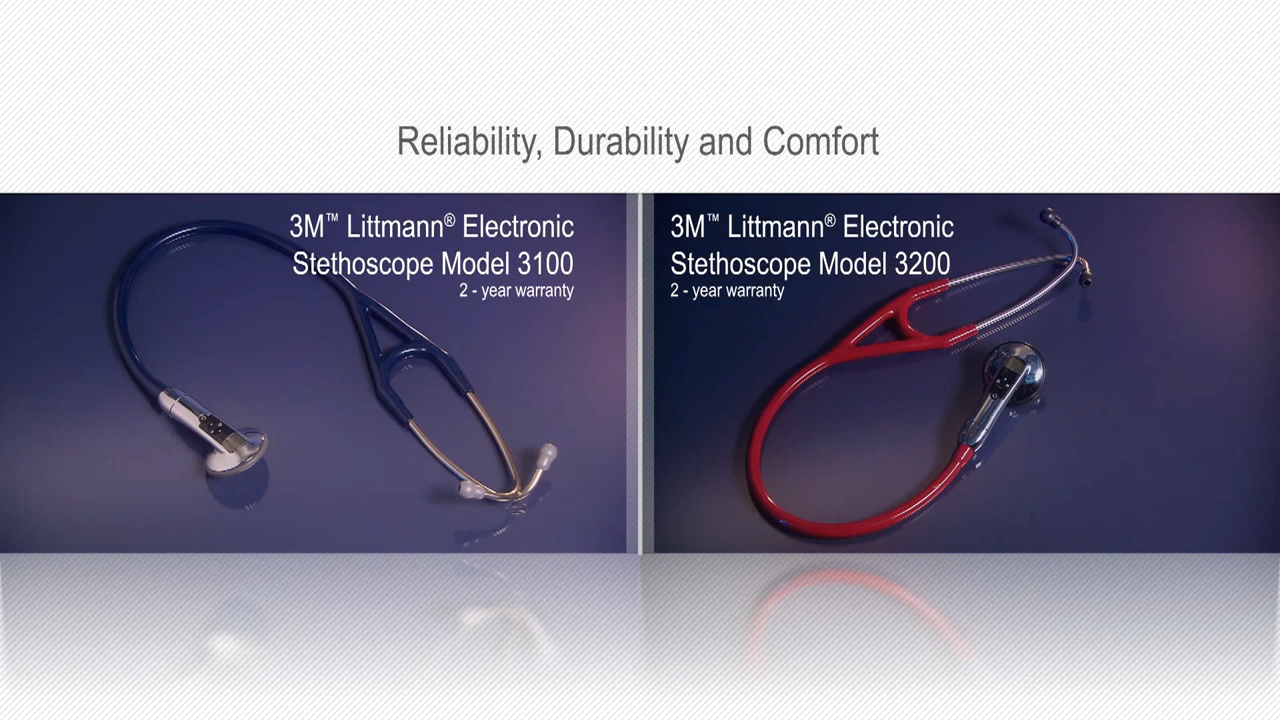 Reliability, Durability and Comfort
3M™ Littmann® Electronic
Stethoscope Model 3100
2 - year warranty
3M™ Littmann® Electronic
Stethoscope Model 3200
2 - year warranty